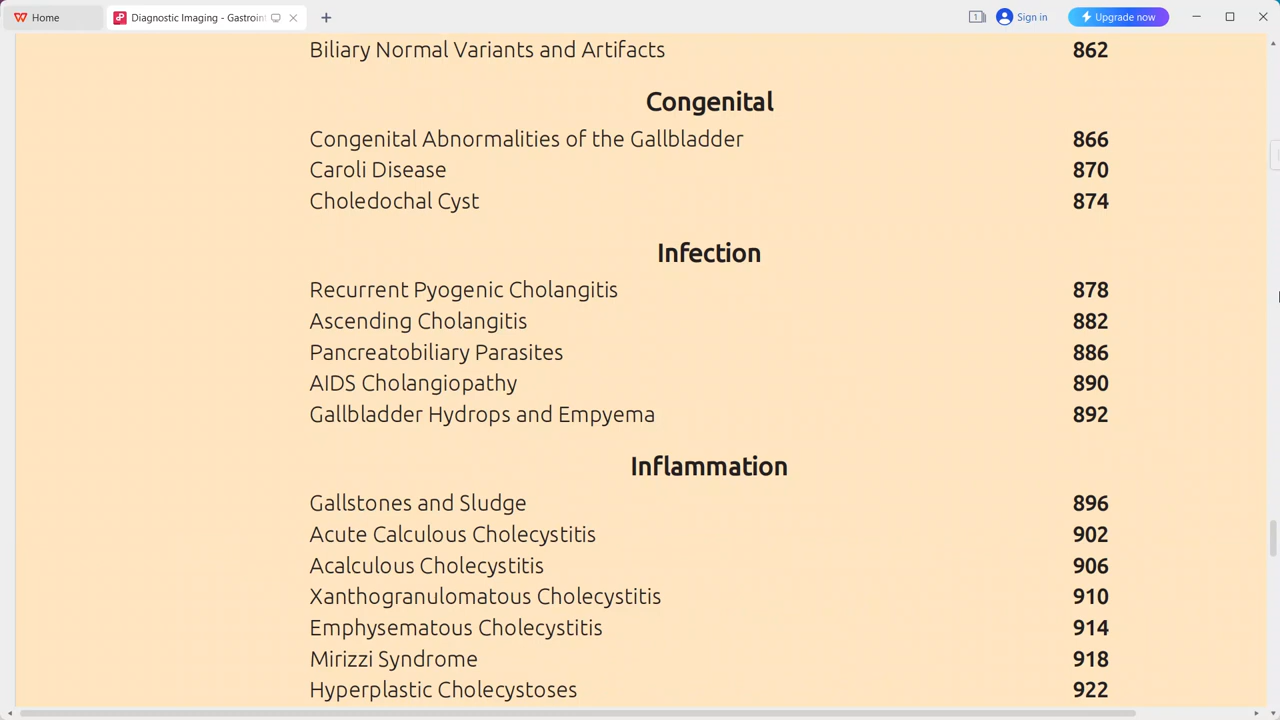 Home
Diagnostic Imaging - Gastroint
1
Sign in
Upgrade now
Biliary Normal Variants and Artifacts 862
Congenital
Congenital Abnormalities of the Gallbladder 866
Caroli Disease 870
Choledochal Cyst 874
Infection
Recurrent Pyogenic Cholangitis 878
Ascending Cholangitis 882
Pancreatobiliary Parasites 886
AIDS Cholangiopathy 890
Gallbladder Hydrops and Empyema 892
Inflammation
Gallstones and Sludge 896
Acute Calculous Cholecystitis 902
Acalculous Cholecystitis 906
Xanthogranulomatous Cholecystitis 910
Emphysematous Cholecystitis 914
Mirizzi Syndrome 918
Hyperplastic Cholecystoses 922